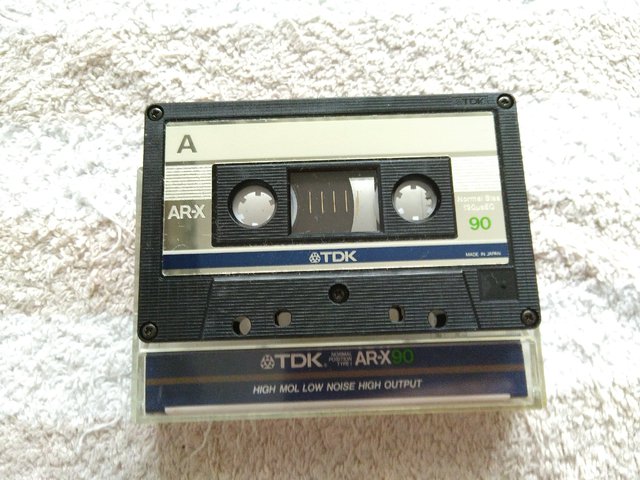 TDK
A
AR-X
Normal Bias
120μsEQ
90
TDK
MADE IN JAPAN
TDK NORMAL POSITION TYPE I AR-X90
HIGH MOL LOW NOISE HIGH OUTPUT